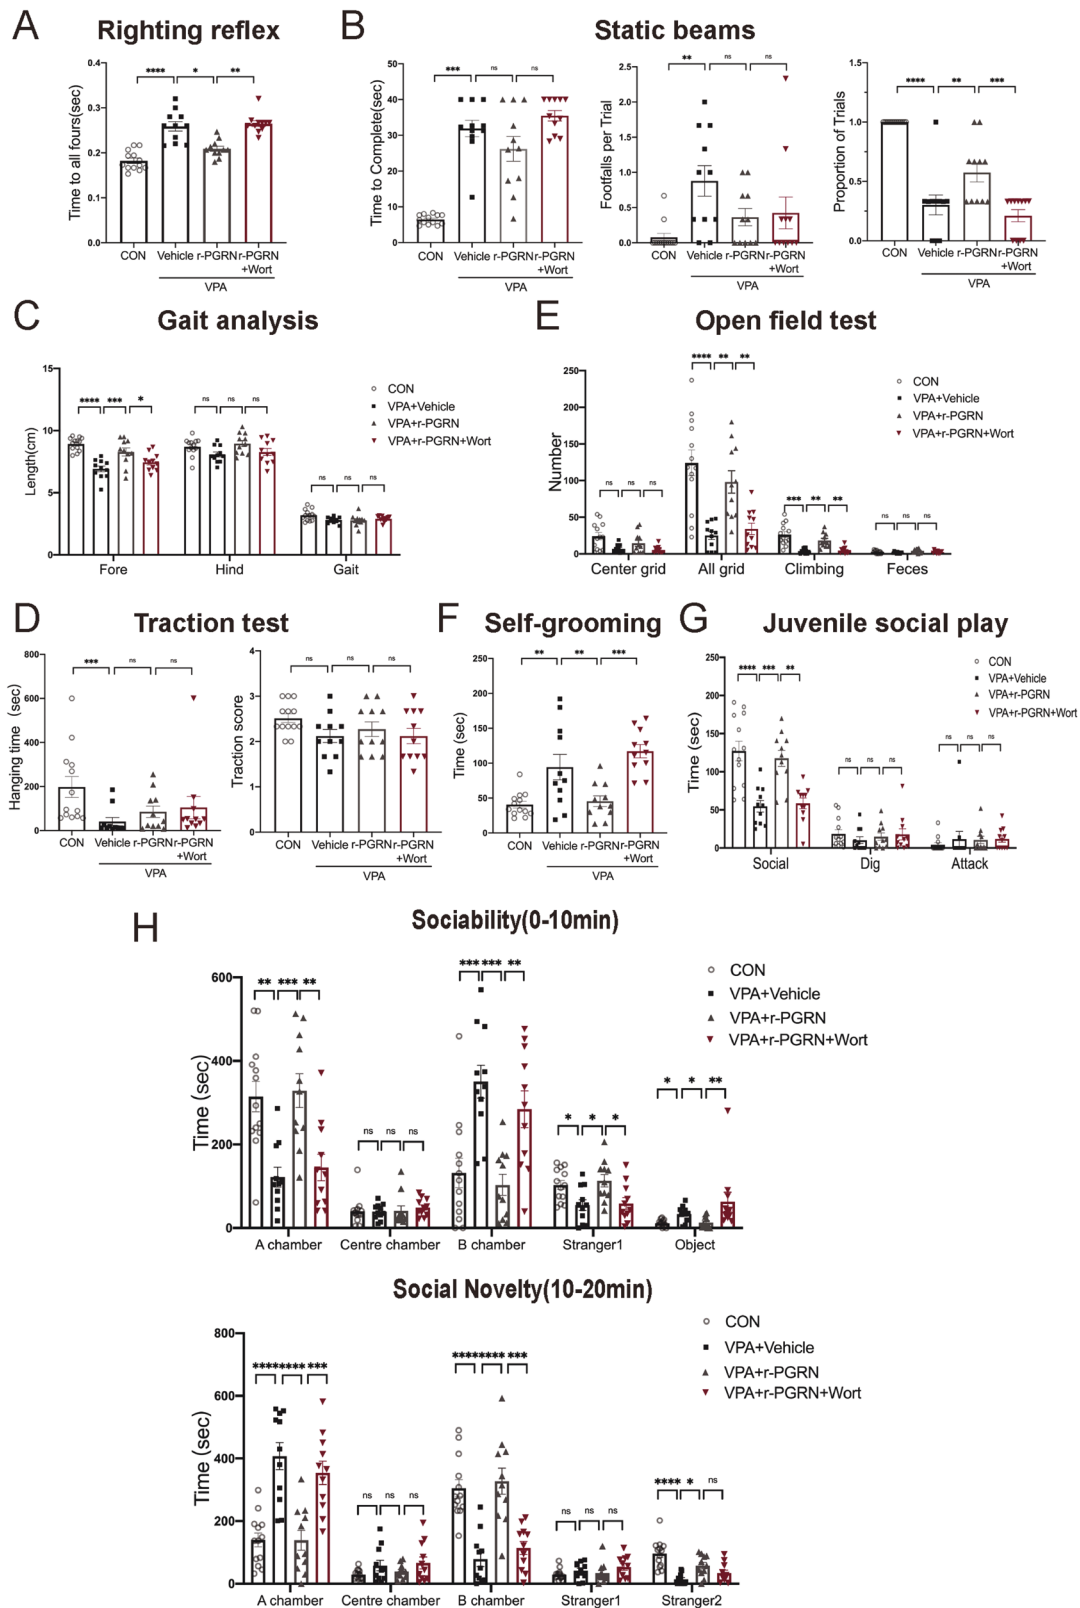 A Righting reflex
Time to all fours(sec)
0.4
0.3
0.2
0.1
0.0
**** * **
CON Vehicle r-PGRN r-PGRN
+Wort
VPA
B Static beams
Time to Complete(sec)
50
40
30
20
10
0
*** ns ns
CON Vehicle r-PGRN r-PGRN
+Wort
VPA
Footfalls per Trial
2.5
2.0
1.5
1.0
0.5
0.0
** ns ns
CON Vehicle r-PGRN r-PGRN
+Wort
VPA
Proportion of Trials
1.5
1.0
0.5
0.0
**** ** ***
CON Vehicle r-PGRN r-PGRN
+Wort
VPA
C Gait analysis
Length(cm)
15
10
5
0
**** *** *
ns ns ns
ns ns ns
CON
VPA+Vehicle
VPA+r-PGRN
VPA+r-PGRN+Wort
Fore Hind Gait
E Open field test
Number
250
200
150
100
50
0
ns ns ns
**** ** **
*** ** **
ns ns ns
CON
VPA+Vehicle
VPA+r-PGRN
VPA+r-PGRN+Wort
Center grid All grid Climbing Feces
D Traction test
Hanging time (sec)
800
600
400
200
0
*** ns ns
CON Vehicle r-PGRN r-PGRN
+Wort
VPA
Traction score
4
3
2
1
0
ns ns ns
CON Vehicle r-PGRN r-PGRN
+Wort
VPA
F Self-grooming
Time (sec)
250
200
150
100
50
0
** ** ***
CON Vehicle r-PGRN r-PGRN
+Wort
VPA
G Juvenile social play
Time (sec)
250
200
150
100
50
0
**** *** **
ns ns ns
ns ns ns
CON
VPA+Vehicle
VPA+r-PGRN
VPA+r-PGRN+Wort
Social Dig Attack
H
Sociability(0-10min)
Time (sec)
600
400
200
0
** *** **
ns ns ns
*** *** **
* * *
* * **
CON
VPA+Vehicle
VPA+r-PGRN
VPA+r-PGRN+Wort
A chamber Centre chamber B chamber Stranger1 Object
Social Novelty(10-20min)
Time (sec)
800
600
400
200
0
**** **** ***
ns ns ns
**** **** ***
ns ns ns
**** * ns
CON
VPA+Vehicle
VPA+r-PGRN
VPA+r-PGRN+Wort
A chamber Centre chamber B chamber Stranger1 Stranger2